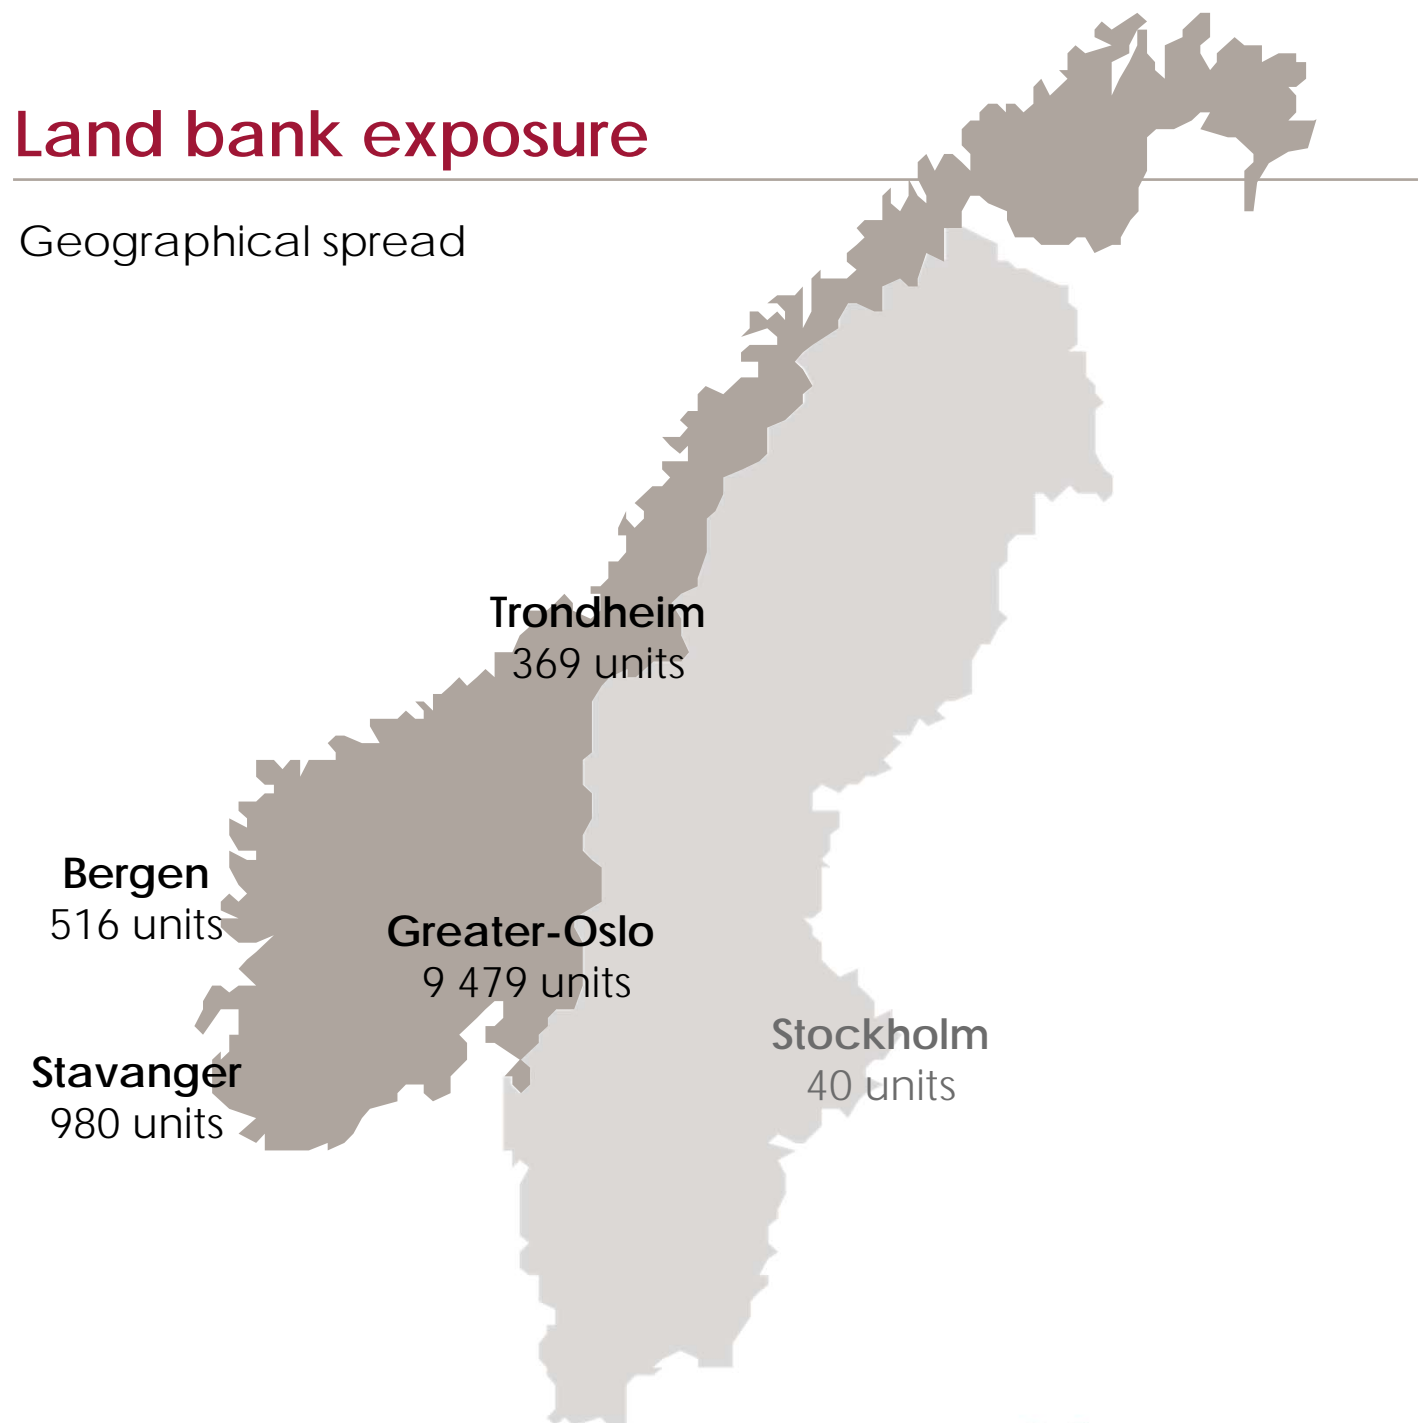 Land bank exposure
Geographical spread
Trondheim
369 units
Bergen
516 units
Greater-Oslo
9 479 units
Stockholm
40 units
Stavanger
980 units